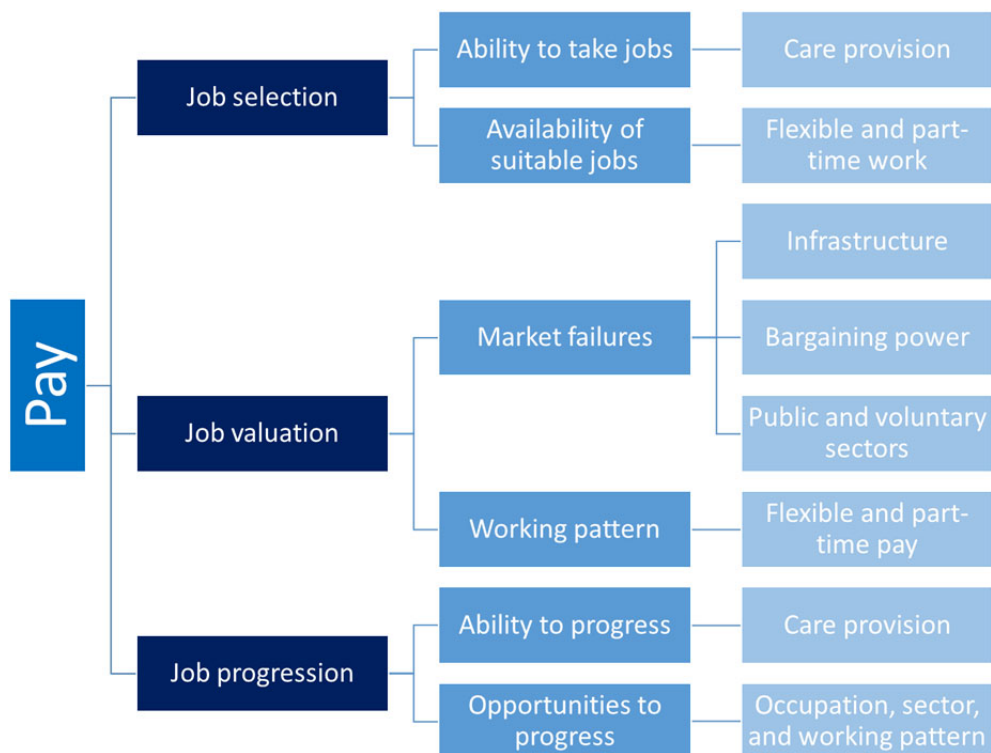 Pay
Job selection
Ability to take jobs
Care provision
Availability of
suitable jobs
Flexible and part-
time work
Job valuation
Market failures
Infrastructure
Bargaining power
Public and voluntary
sectors
Working pattern
Flexible and part-
time pay
Job progression
Ability to progress
Care provision
Opportunities to
progress
Occupation, sector,
and working pattern